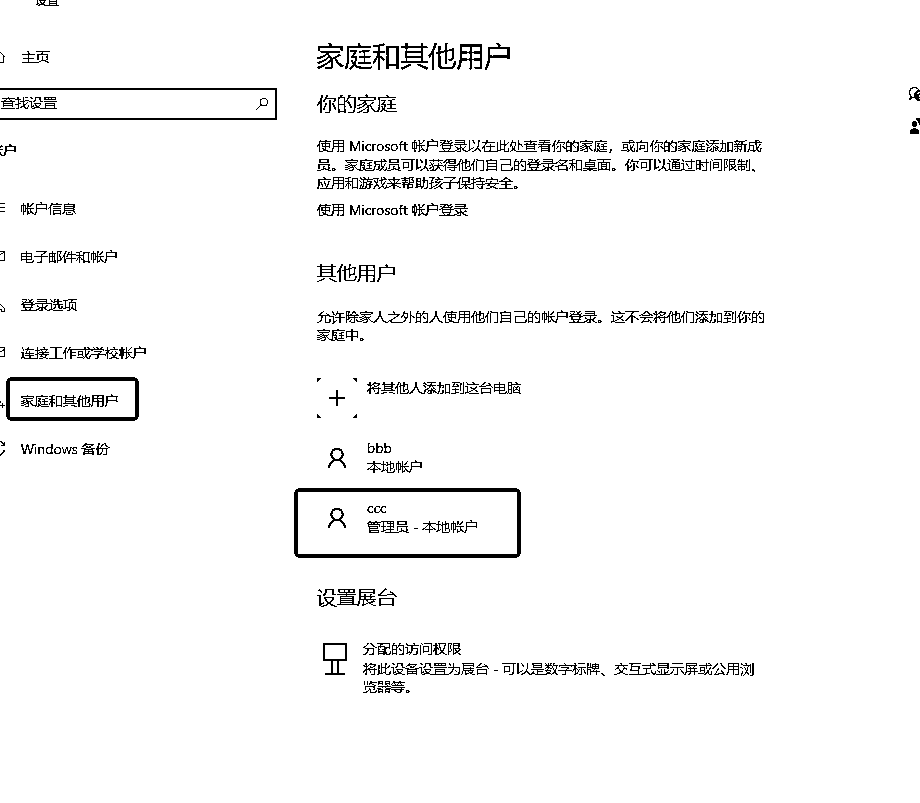 设置
主页
查找设置
帐户
帐户信息
电子邮件和帐户
登录选项
连接工作或学校帐户
家庭和其他用户
Windows 备份
家庭和其他用户
你的家庭
使用 Microsoft 帐户登录以在此处查看你的家庭，或向你的家庭添加新成
员。家庭成员可以获得他们自己的登录名和桌面。你可以通过时间限制、
应用和游戏来帮助孩子保持安全。
使用 Microsoft 帐户登录
其他用户
允许除家人之外的人使用他们自己的帐户登录。这不会将他们添加到你的
家庭中。
将其他人添加到这台电脑
bbb
本地帐户
ccc
管理员 - 本地帐户
设置展台
分配的访问权限
将此设备设置为展台 - 可以是数字标牌、交互式显示屏或公用浏
览器等。